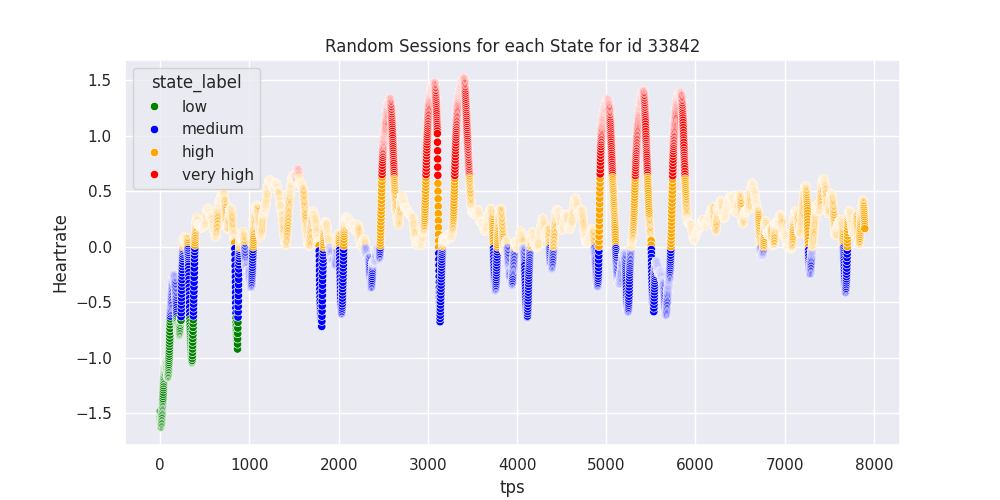 Random Sessions for each State for id 33842
state_label
low
medium
high
very high
1.5
1.0
0.5
0.0
−0.5
−1.0
−1.5
Heartrate
0 1000 2000 3000 4000 5000 6000 7000 8000
tps